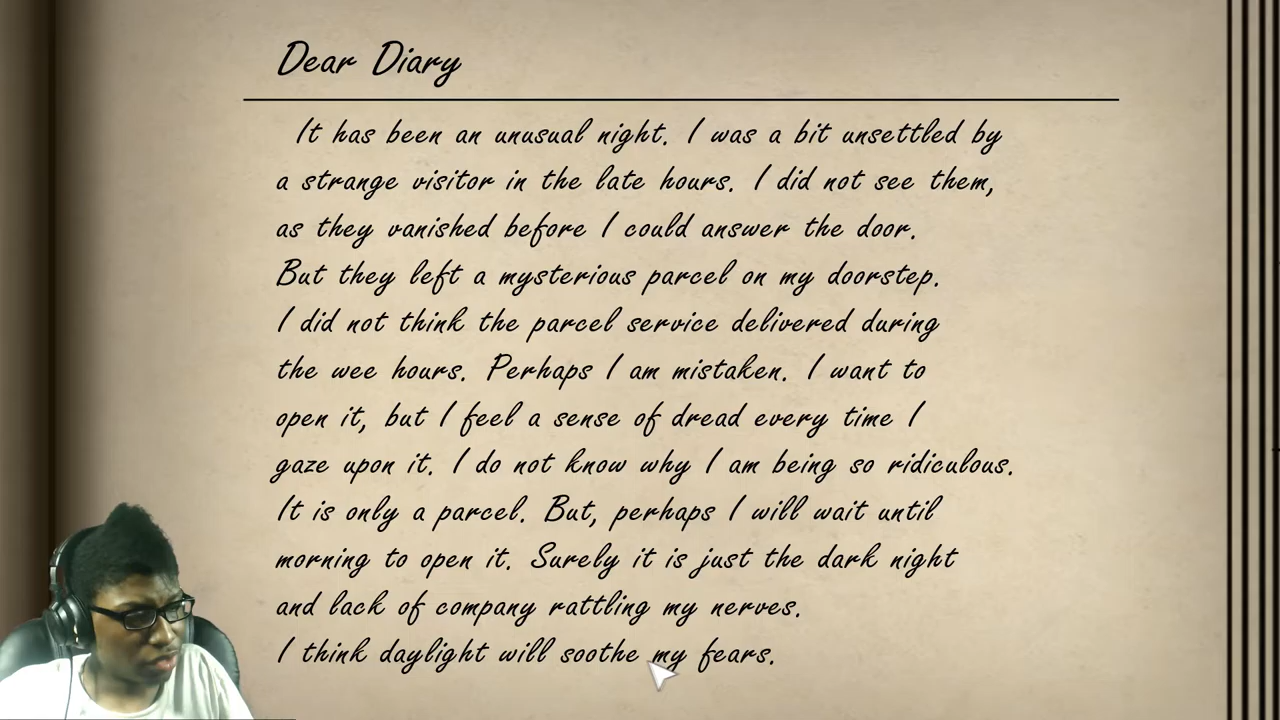 Dear Diary
It has been an unusual night. I was a bit unsettled by
a strange visitor in the late hours. I did not see them,
as they vanished before I could answer the door.
But they left a mysterious parcel on my doorstep.
I did not think the parcel service delivered during
the wee hours. Perhaps I am mistaken. I want to
open it, but I feel a sense of dread every time I
gaze upon it. I do not know why I am being so ridiculous.
It is only a parcel. But, perhaps I will wait until
morning to open it. Surely it is just the dark night
and lack of company rattling my nerves.
I think daylight will soothe my fears.